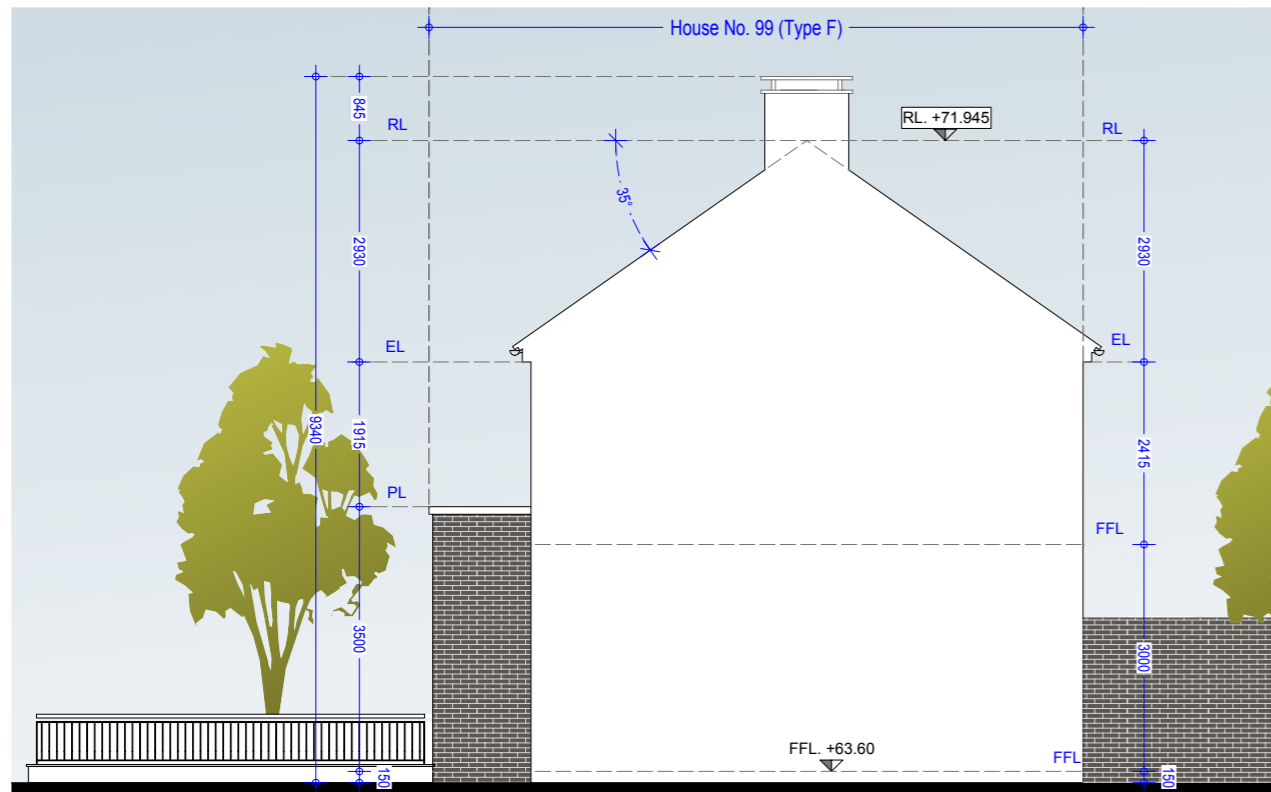 House No. 99 (Type F)
845
RL
RL. +71.945
RL
35°
2930
2930
EL
EL
9340
1915
2415
PL
FFL
3500
3000
FFL. +63.60
FFL
150
150